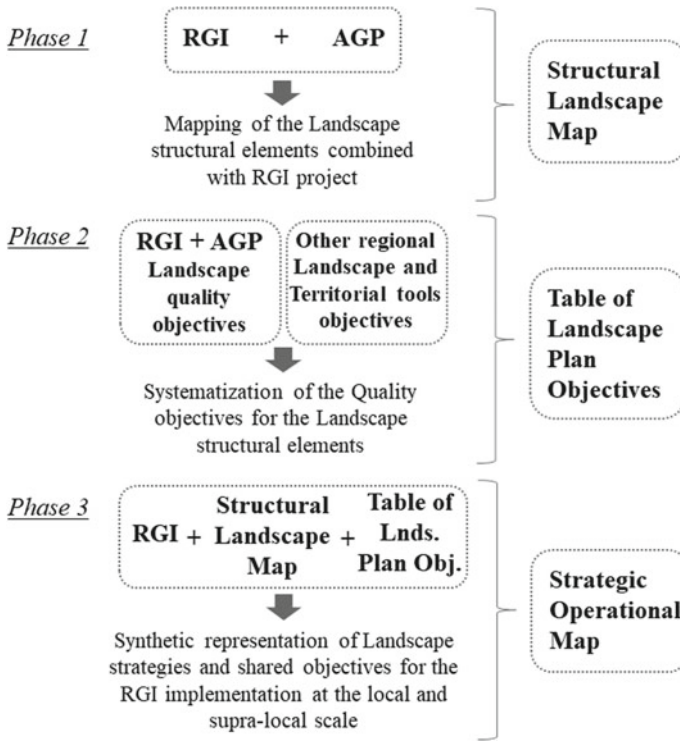 Phase 1
RGI + AGP
Mapping of the Landscape
structural elements combined
with RGI project
Structural
Landscape
Map
Phase 2
RGI + AGP
Landscape
quality
objectives
Other regional
Landscape and
Territorial tools
objectives
Systematization of the Quality
objectives for the Landscape
structural elements
Table of
Landscape
Plan
Objectives
Phase 3
RGI +
Structural
Landscape
Map
+
Table of
Lnds.
Plan Obj.
Synthetic representation of Landscape
strategies and shared objectives for the
RGI implementation at the local and
supra-local scale
Strategic
Operational
Map